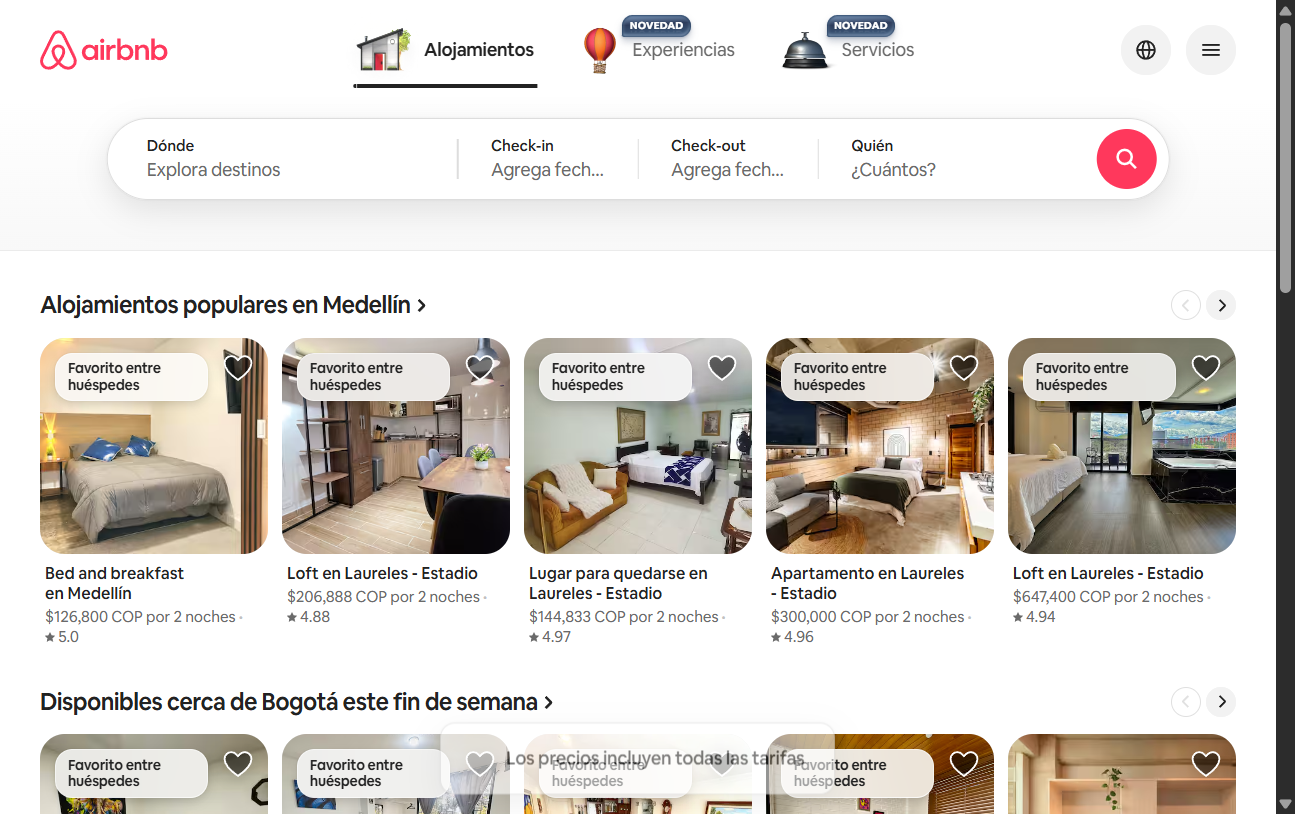 airbnb
Alojamientos
NOVEDAD
Experiencias
NOVEDAD
Servicios
Dónde
Explora destinos
Check-in
Agrega fech...
Check-out
Agrega fech...
Quién
¿Cuántos?
Alojamientos populares en Medellín
Favorito entre
huéspedes
Favorito entre
huéspedes
Favorito entre
huéspedes
Favorito entre
huéspedes
Favorito entre
huéspedes
Bed and breakfast
en Medellín
$126,800 COP por 2 noches ·
★ 5.0
Loft en Laureles - Estadio
$206,888 COP por 2 noches ·
★ 4.88
Lugar para quedarse en
Laureles - Estadio
$144,833 COP por 2 noches ·
★ 4.97
Apartamento en Laureles
- Estadio
$300,000 COP por 2 noches ·
★ 4.96
Loft en Laureles - Estadio
$647,400 COP por 2 noches ·
★ 4.94
Disponibles cerca de Bogotá este fin de semana
Favorito entre
huéspedes
Favorito entre
huéspedes
Favorito entre
huéspedes
Favorito entre
huéspedes
Los precios incluyen todas las tarifas